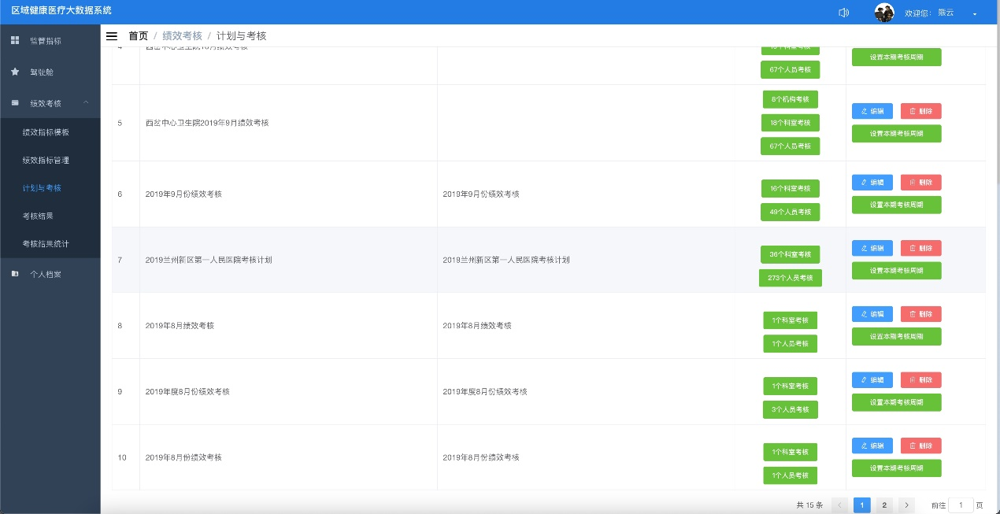 区域健康医疗大数据系统
欢迎您: 熊云
监管指标
驾驶舱
绩效考核
绩效指标模板
绩效指标管理
计划与考核
考核结果
考核结果统计
个人档案
首页 / 绩效考核 / 计划与考核
4 西岔中心卫生院10月绩效考核
设置本期考核周期
67个人员考核
8个机构考核
编辑 删除
5 西岔中心卫生院2019年9月绩效考核 18个科室考核
设置本期考核周期
67个人员考核
编辑 删除
6 2019年9月份绩效考核 2019年9月份绩效考核 16个科室考核
设置本期考核周期
49个人员考核
编辑 删除
36个科室考核
7 2019兰州新区第一人民医院考核计划 2019兰州新区第一人民医院考核计划
设置本期考核周期
273个人员考核
编辑 删除
1个科室考核
8 2019年8月绩效考核 2019年8月绩效考核
设置本期考核周期
1个人员考核
编辑 删除
1个科室考核
9 2019年度8月份绩效考核 2019年度8月份绩效考核
设置本期考核周期
3个人员考核
编辑 删除
1个科室考核
10 2019年8月份绩效考核 2019年8月份绩效考核
设置本期考核周期
1个人员考核
共 15 条 1 2 前往 1 页